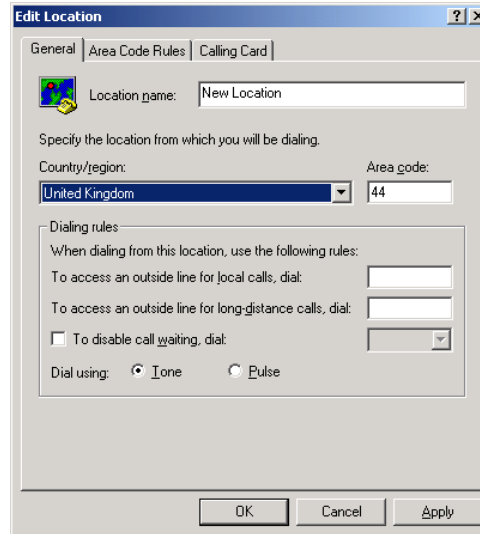 Edit Location
General Area Code Rules Calling Card
Location name: New Location
Specify the location from which you will be dialing.
Country/region: Area code:
United Kingdom 44
Dialing rules
When dialing from this location, use the following rules:
To access an outside line for local calls, dial:
To access an outside line for long-distance calls, dial:
To disable call waiting, dial:
Dial using: Tone Pulse
OK Cancel Apply